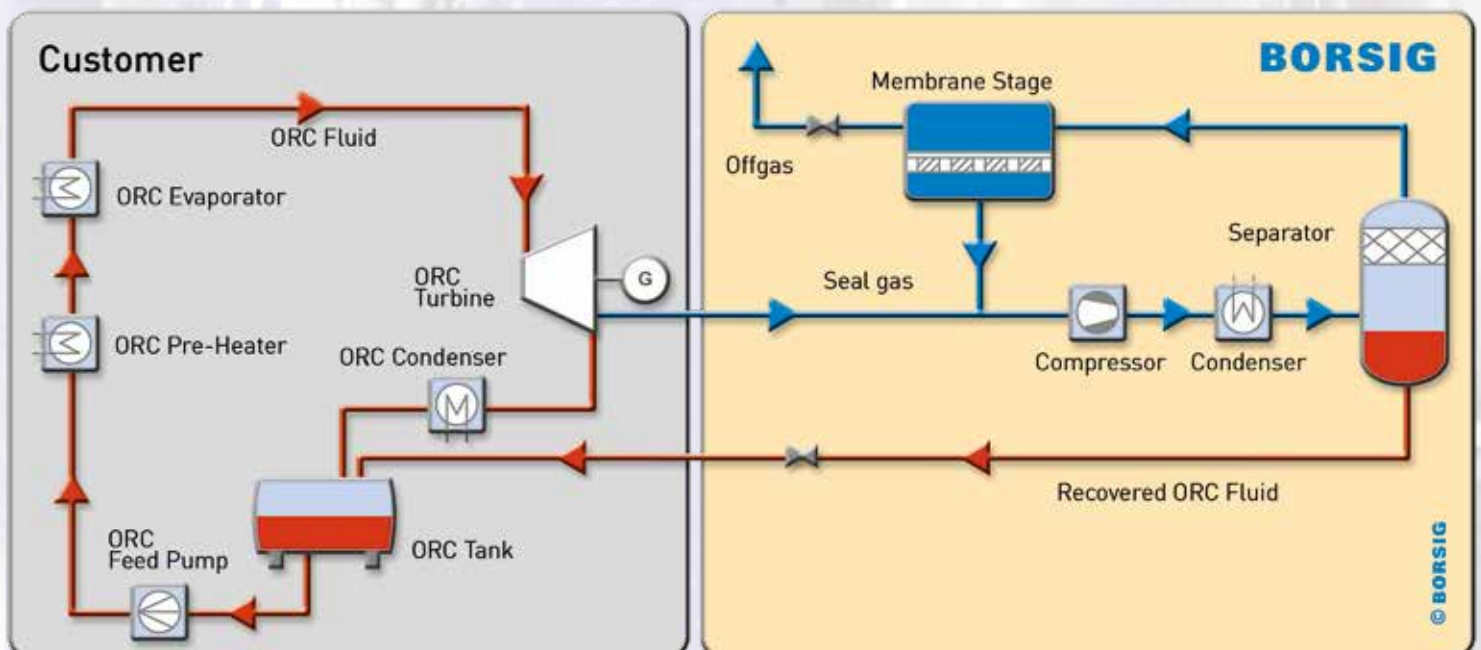 Customer
BORSIG
Membrane Stage
ORC Fluid
Offgas
ORC Evaporator
Separator
ORC
Turbine
G
Seal gas
ORC Pre-Heater
ORC Condenser
Compressor
Condenser
Recovered ORC Fluid
ORC
Feed Pump
ORC Tank
© BORSIG